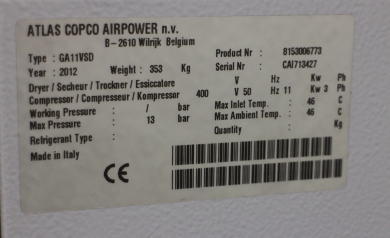 ATLAS COPCO AIRPOWER n.v.
B-2610 Wilrijk Belgium
Type : GA11VSD Product Nr : 8153006773
Year : 2012 Weight : 353 Kg Serial Nr : CAI713427
Dryer / Secheur / Trockner / Essiccatore V Hz Kw Ph
Compressor / Compresseur / Kompressor 400 V 50 Hz 11 Kw 3 Ph
Working Pressure : / bar Max Inlet Temp. : 46 C
Max Pressure : 13 bar Max Ambient Temp. : 46 C
Refrigerant Type : Quantity : Kg
Made in Italy
CE